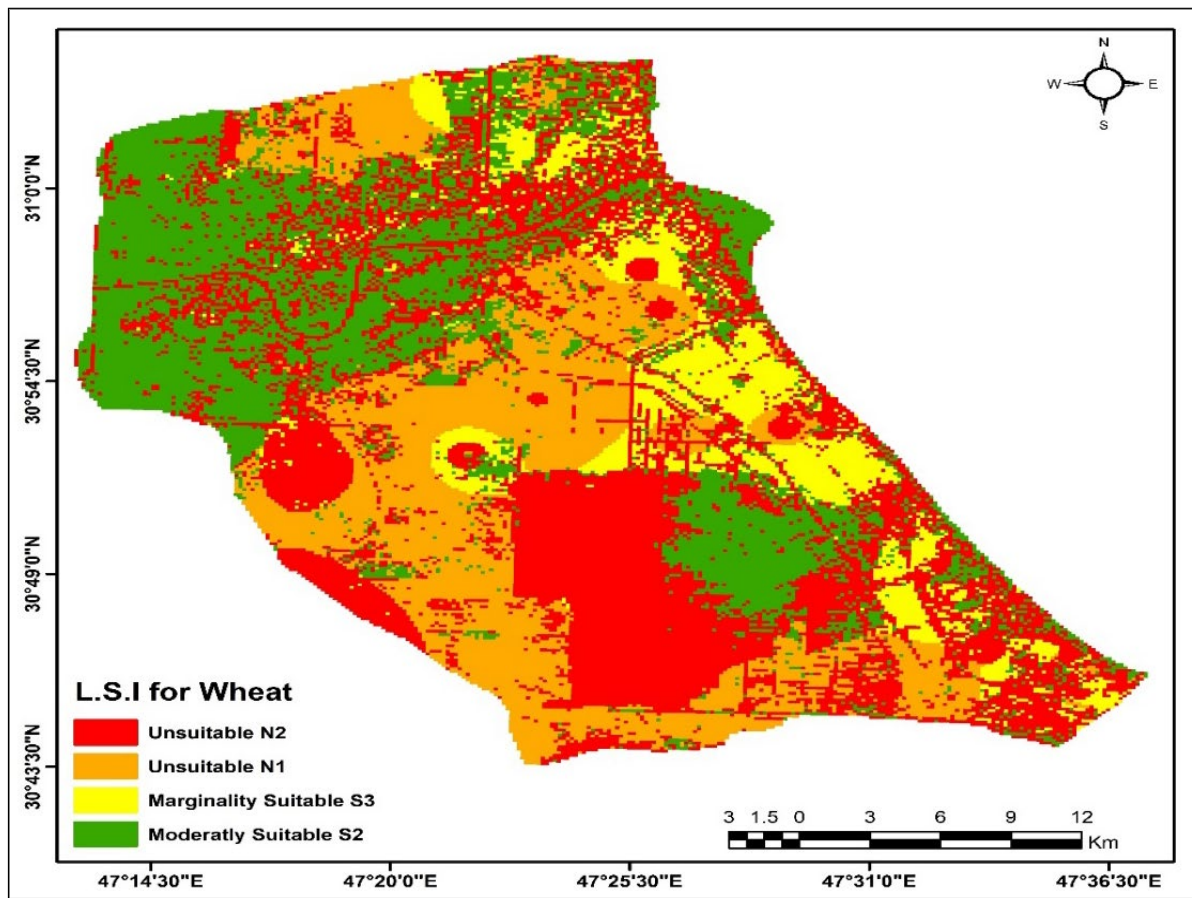 N
W E
S
31°0'0"N
30°54'30"N
30°49'0"N
30°43'30"N
L.S.I for Wheat
Unsuitable N2
Unsuitable N1
Marginality Suitable S3
Moderatly Suitable S2
3 1.5 0 3 6 9 12
Km
47°14'30"E 47°20'0"E 47°25'30"E 47°31'0"E 47°36'30"E